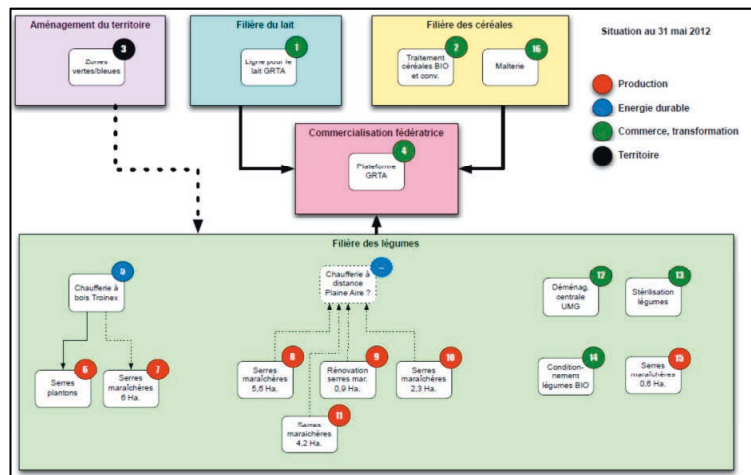 Aménagement du territoire
3
Zones
vertes/bleues
Filière du lait
1
Ligne pour le
lait GRTA
Filière des céréales
2
Traitement
céréales BIO
et conv.
16
Malterie
Situation au 31 mai 2012
Production
Energie durable
Commerce, transformation
Territoire
Commercialisation fédératrice
4
Plateforme
GRTA
Filière des légumes
5
Chaufferie à
bois Troinex
6
Serres
plantons
7
Serres
maraîchères
6 Ha.
...
Chaufferie à
distance
Plaine Aire ?
8
Serres
maraîchères
5,6 Ha.
9
Rénovation
serres mar.
0,9 Ha.
10
Serres
maraîchères
2,3 Ha.
11
Serres
maraichères
4,2 Ha.
12
Déménag.
centrale
UMG
13
Stérilisation
légumes
14
Condition-
nement
légumes BIO
15
Serres
maraîchères
0,6 Ha.